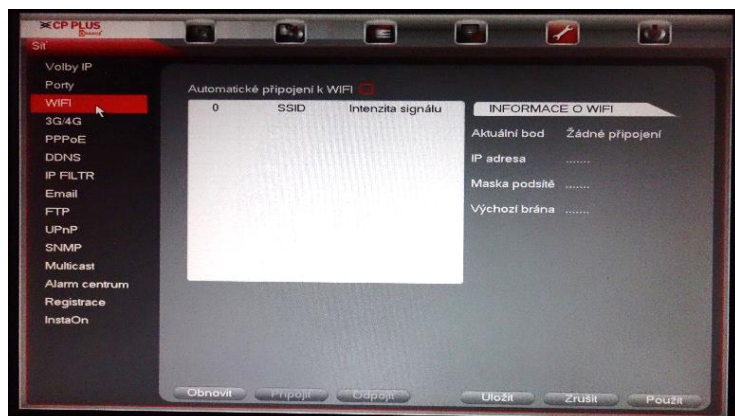 CP PLUS
Síť
Volby IP
Porty
WIFI
3G/4G
PPPoE
DDNS
IP FILTR
Email
FTP
UPnP
SNMP
Multicast
Alarm centrum
Registrace
InstaOn
Automatické připojení k WIFI
0 SSID Intenzita signálu
INFORMACE O WIFI
Aktuální bod Žádné připojení
IP adresa .......
Maska podsítě .......
Výchozí brána .......
Obnovit Připojit Odpojit Uložit Zrušit Použít